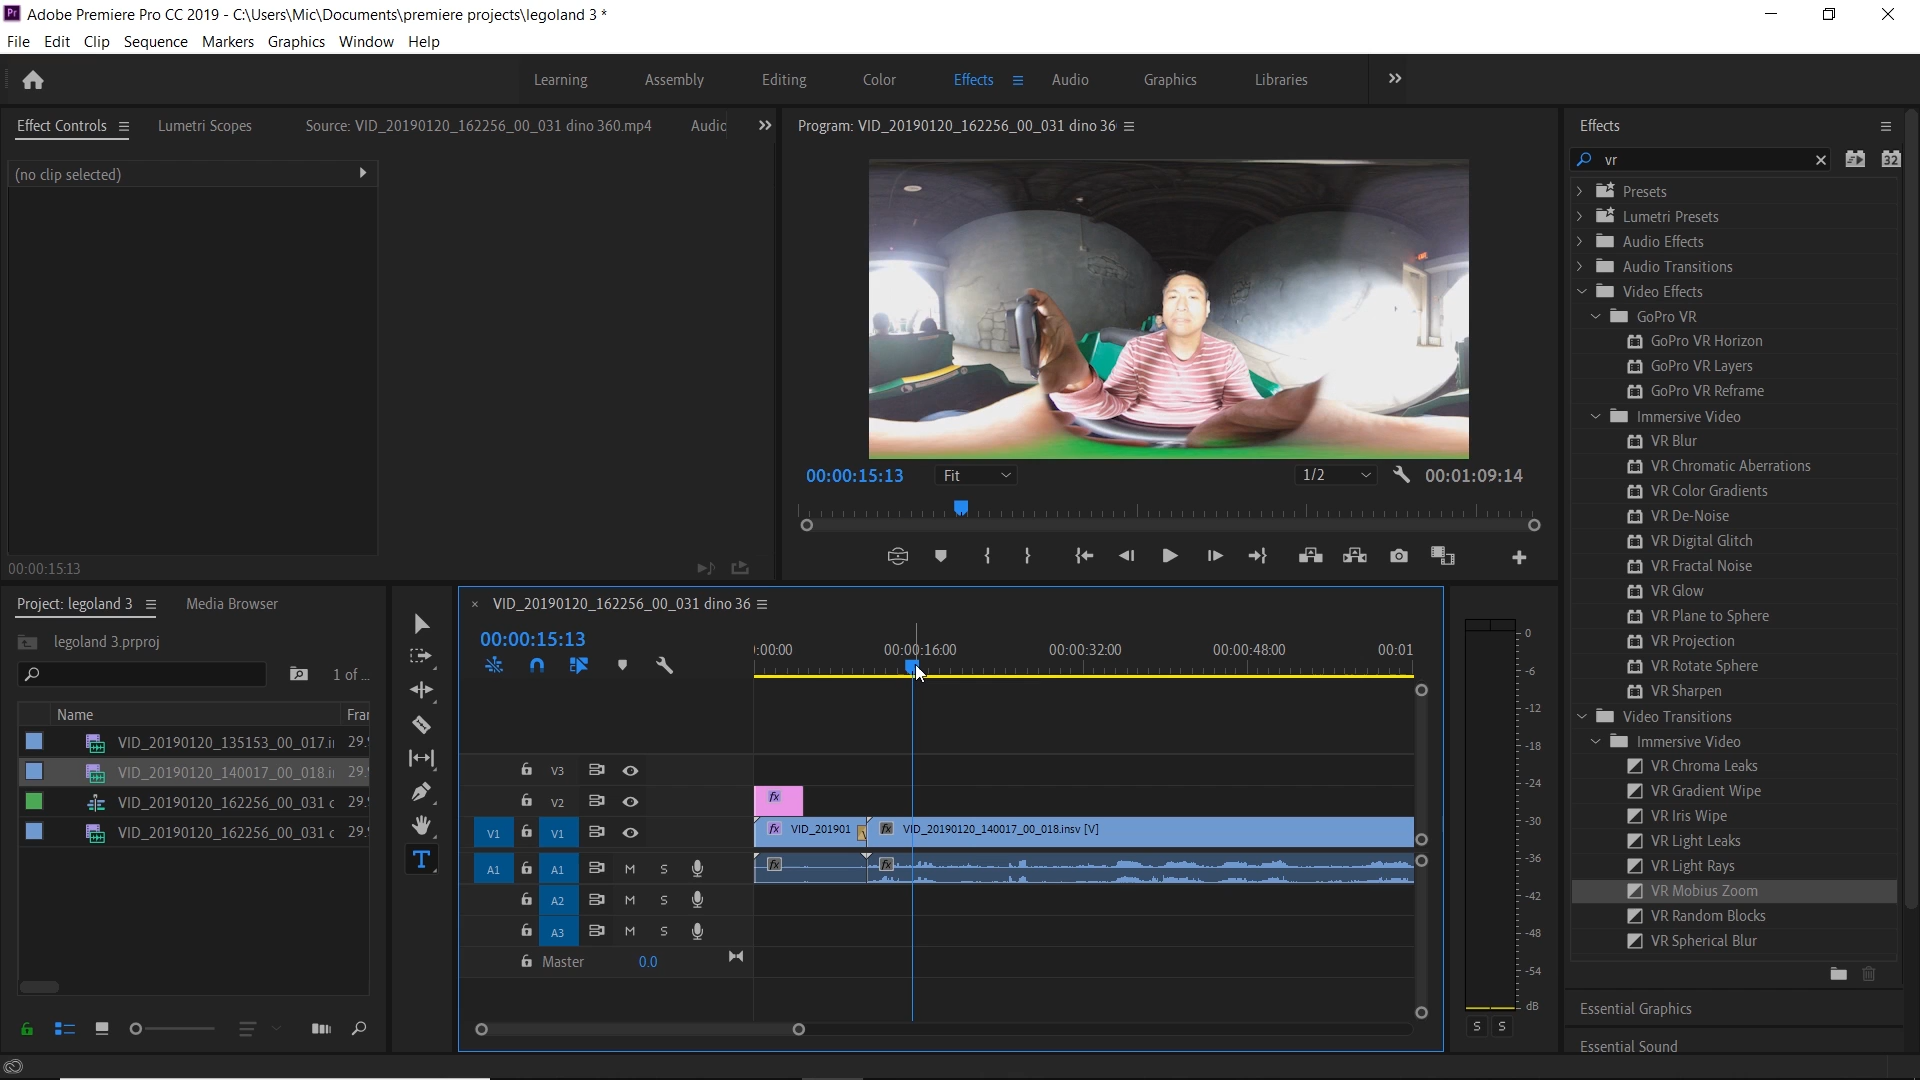 Adobe Premiere Pro CC 2019 - C:\Users\Mic\Documents\premiere projects\legoland 3 *
File Edit Clip Sequence Markers Graphics Window Help
Learning Assembly Editing Color Effects Audio Graphics Libraries
Effect Controls Lumetri Scopes Source: VID_20190120_162256_00_031 dino 360.mp4 Audic
(no clip selected)
00:00:15:13
Program: VID_20190120_162256_00_031 dino 36
00:00:15:13 Fit 1/2 00:01:09:14
Effects
vr
32
Presets
Lumetri Presets
Audio Effects
Audio Transitions
Video Effects
GoPro VR
GoPro VR Horizon
GoPro VR Layers
GoPro VR Reframe
Immersive Video
VR Blur
VR Chromatic Aberrations
VR Color Gradients
VR De-Noise
VR Digital Glitch
VR Fractal Noise
VR Glow
VR Plane to Sphere
VR Projection
VR Rotate Sphere
VR Sharpen
Video Transitions
Immersive Video
VR Chroma Leaks
VR Gradient Wipe
VR Iris Wipe
VR Light Leaks
VR Light Rays
VR Mobius Zoom
VR Random Blocks
VR Spherical Blur
Essential Graphics
Essential Sound
Project: legoland 3 Media Browser
legoland 3.prproj
1 of ...
Name Frar
VID_20190120_135153_00_017.i 29.
VID_20190120_140017_00_018.i 29.
VID_20190120_162256_00_031 c 29.
VID_20190120_162256_00_031 c 29.
VID_20190120_162256_00_031 dino 36
00:00:15:13
:00:00 00:00:16:00 00:00:32:00 00:00:48:00 00:01
V3
V2 fx
V1 V1 fx VID_201901 fx VID_20190120_140017_00_018.insv [V]
A1 A1 M S fx fx
A2 M S
A3 M S
Master 0.0
0
-6
-12
-18
-24
-30
-36
-42
-48
-54
dB
S S